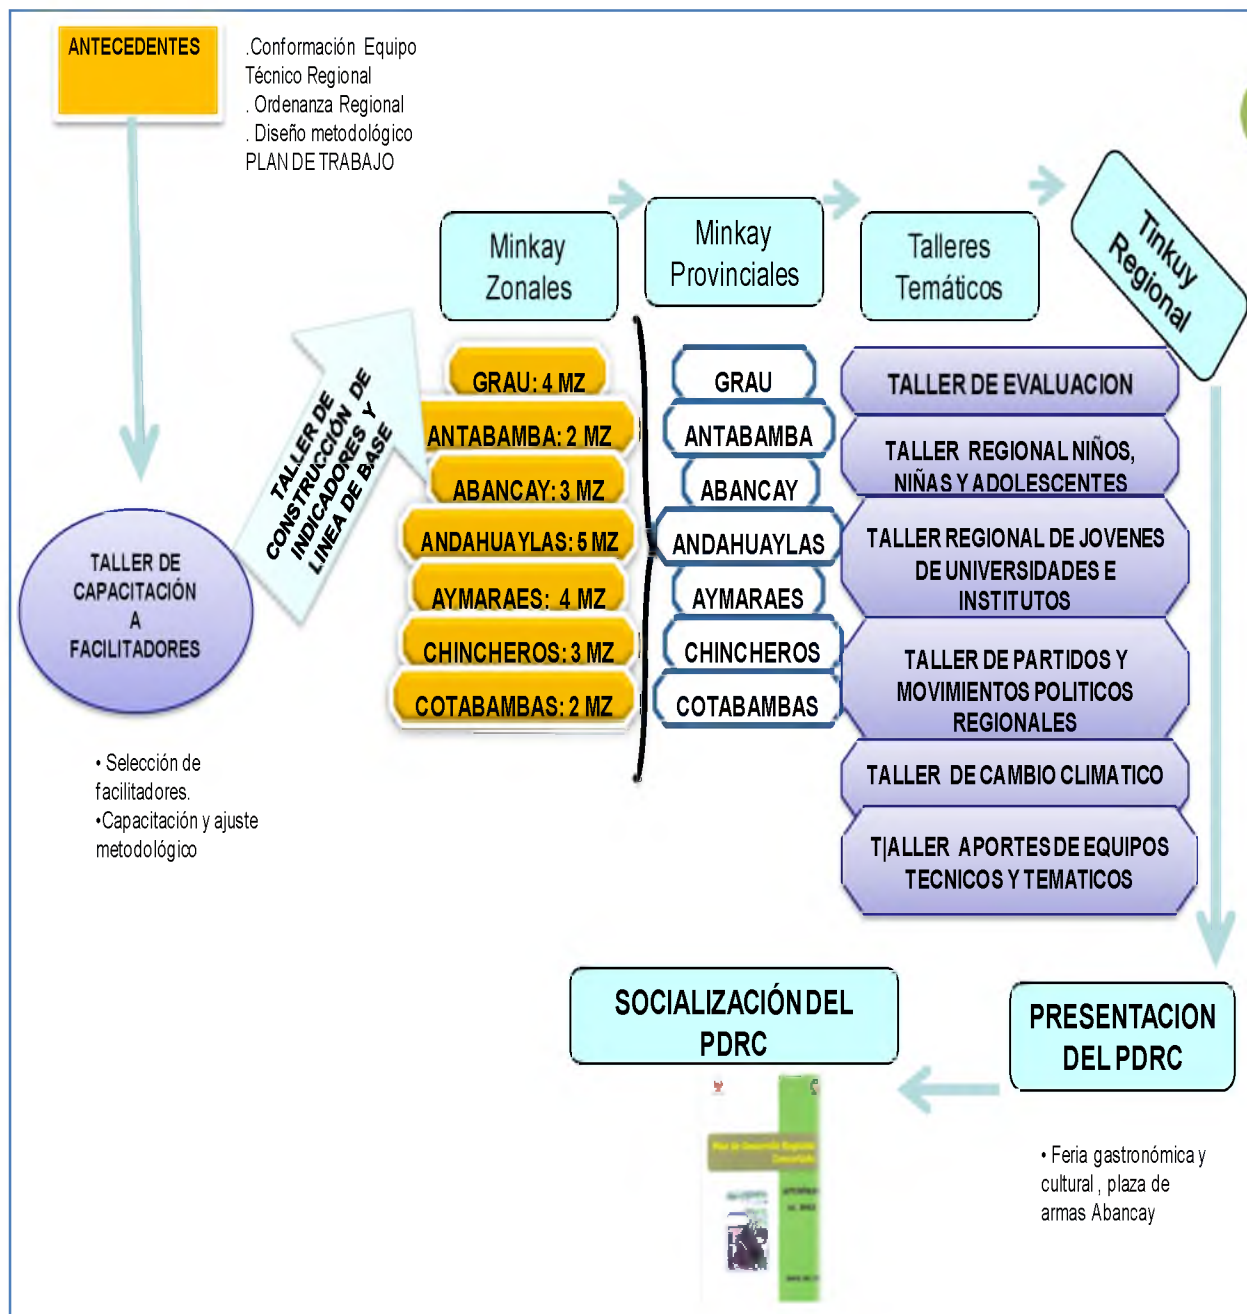 ANTECEDENTES
.Conformación Equipo
Técnico Regional
. Ordenanza Regional
. Diseño metodológico
PLAN DE TRABAJO
TALLER DE
CAPACITACIÓN
A
FACILITADORES
• Selección de
facilitadores.
•Capacitación y ajuste
metodológico
TALLER DE
CONSTRUCCIÓN DE
INDICADORES Y
LINEA DE BASE
Minkay
Zonales
GRAU: 4 MZ
ANTABAMBA: 2 MZ
ABANCAY: 3 MZ
ANDAHUAYLAS: 5 MZ
AYMARAES: 4 MZ
CHINCHEROS: 3 MZ
COTABAMBAS: 2 MZ
Minkay
Provinciales
GRAU
ANTABAMBA
ABANCAY
ANDAHUAYLAS
AYMARAES
CHINCHEROS
COTABAMBAS
Talleres
Temáticos
TALLER DE EVALUACION
TALLER REGIONAL NIÑOS,
NIÑAS Y ADOLESCENTES
TALLER REGIONAL DE JOVENES
DE UNIVERSIDADES E
INSTITUTOS
TALLER DE PARTIDOS Y
MOVIMIENTOS POLITICOS
REGIONALES
TALLER DE CAMBIO CLIMATICO
T|ALLER APORTES DE EQUIPOS
TECNICOS Y TEMATICOS
Tinkuy
Regional
PRESENTACION
DEL PDRC
• Feria gastronómica y
cultural , plaza de
armas Abancay
SOCIALIZACIÓN DEL
PDRC
Plan de Desarrollo Regional
Concertado